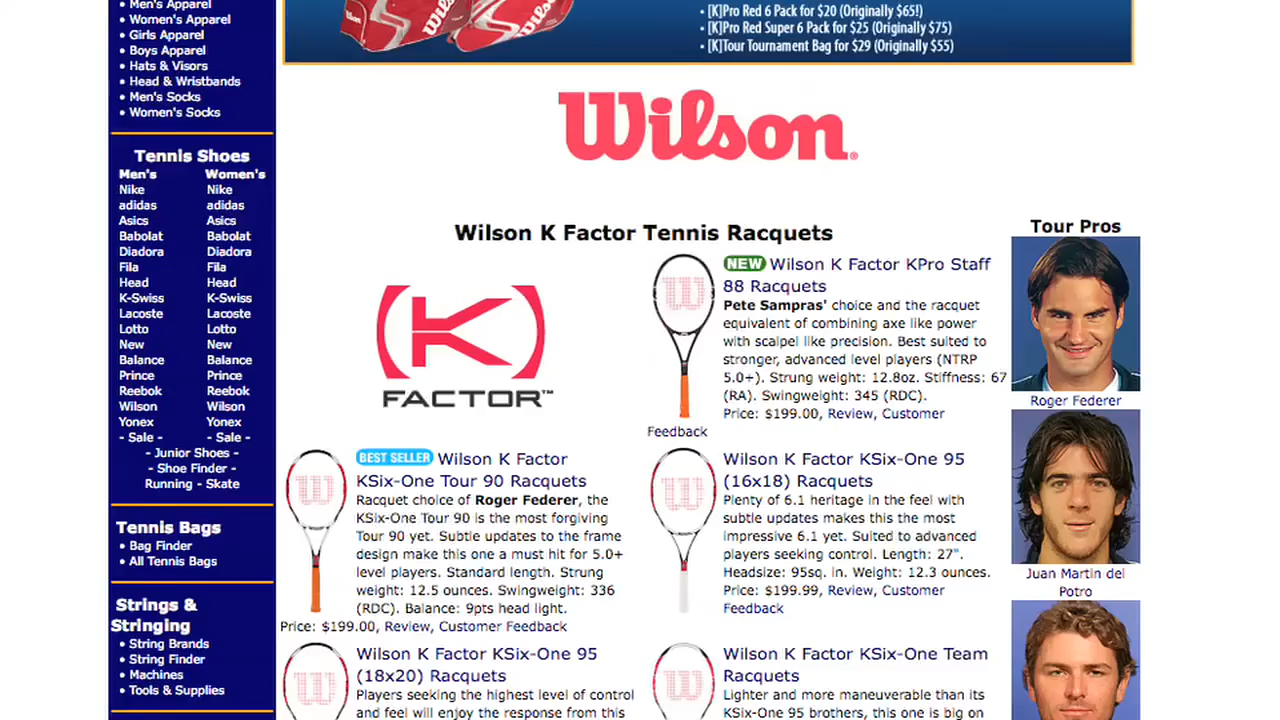 • Men's Apparel
• Women's Apparel
• Girls Apparel
• Boys Apparel
• Hats & Visors
• Head & Wristbands
• Men's Socks
• Women's Socks
Tennis Shoes
Men's Women's
Nike Nike
adidas adidas
Asics Asics
Babolat Babolat
Diadora Diadora
Fila Fila
Head Head
K-Swiss K-Swiss
Lacoste Lacoste
Lotto Lotto
New New
Balance Balance
Prince Prince
Reebok Reebok
Wilson Wilson
Yonex Yonex
- Sale - - Sale -
- Junior Shoes -
- Shoe Finder -
Running - Skate
Tennis Bags
• Bag Finder
• All Tennis Bags
Strings &
Stringing
• String Brands
• String Finder
• Machines
• Tools & Supplies
Wilson
• [K]Pro Red 6 Pack for $20 (Originally $65!)
• [K]Pro Red Super 6 Pack for $25 (Originally $75)
• [K]Tour Tournament Bag for $29 (Originally $55)
Wilson®
Wilson K Factor Tennis Racquets
(K)
FACTOR™
NEW Wilson K Factor KPro Staff
88 Racquets
Pete Sampras' choice and the racquet
equivalent of combining axe like power
with scalpel like precision. Best suited to
stronger, advanced level players (NTRP
5.0+). Strung weight: 12.8oz. Stiffness: 67
(RA). Swingweight: 345 (RDC).
Price: $199.00, Review, Customer
Feedback
BEST SELLER Wilson K Factor
KSix-One Tour 90 Racquets
Racquet choice of Roger Federer, the
KSix-One Tour 90 is the most forgiving
Tour 90 yet. Subtle updates to the frame
design make this one a must hit for 5.0+
level players. Standard length. Strung
weight: 12.5 ounces. Swingweight: 336
(RDC). Balance: 9pts head light.
Price: $199.00, Review, Customer Feedback
Wilson K Factor KSix-One 95
(16x18) Racquets
Plenty of 6.1 heritage in the feel with
subtle updates makes this the most
impressive 6.1 yet. Suited to advanced
players seeking control. Length: 27".
Headsize: 95sq. in. Weight: 12.3 ounces.
Price: $199.99, Review, Customer
Feedback
Wilson K Factor KSix-One 95
(18x20) Racquets
Players seeking the highest level of control
and feel will enjoy the response from this
Wilson K Factor KSix-One Team
Racquets
Lighter and more maneuverable than its
KSix-One 95 brothers, this one is big on
Tour Pros
Roger Federer
Juan Martin del
Potro